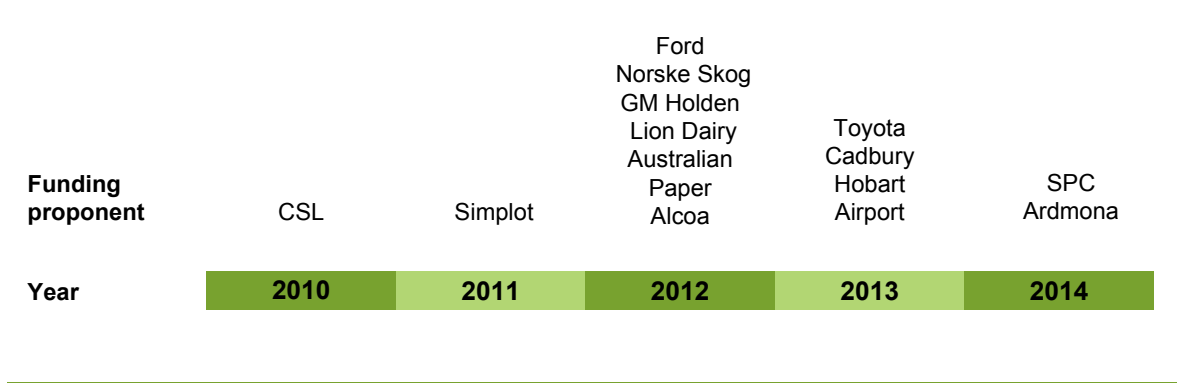 Funding
proponent
CSL
Simplot
Ford
Norske Skog
GM Holden
Lion Dairy
Australian
Paper
Alcoa
Toyota
Cadbury
Hobart
Airport
SPC
Ardmona
Year
2010
2011
2012
2013
2014